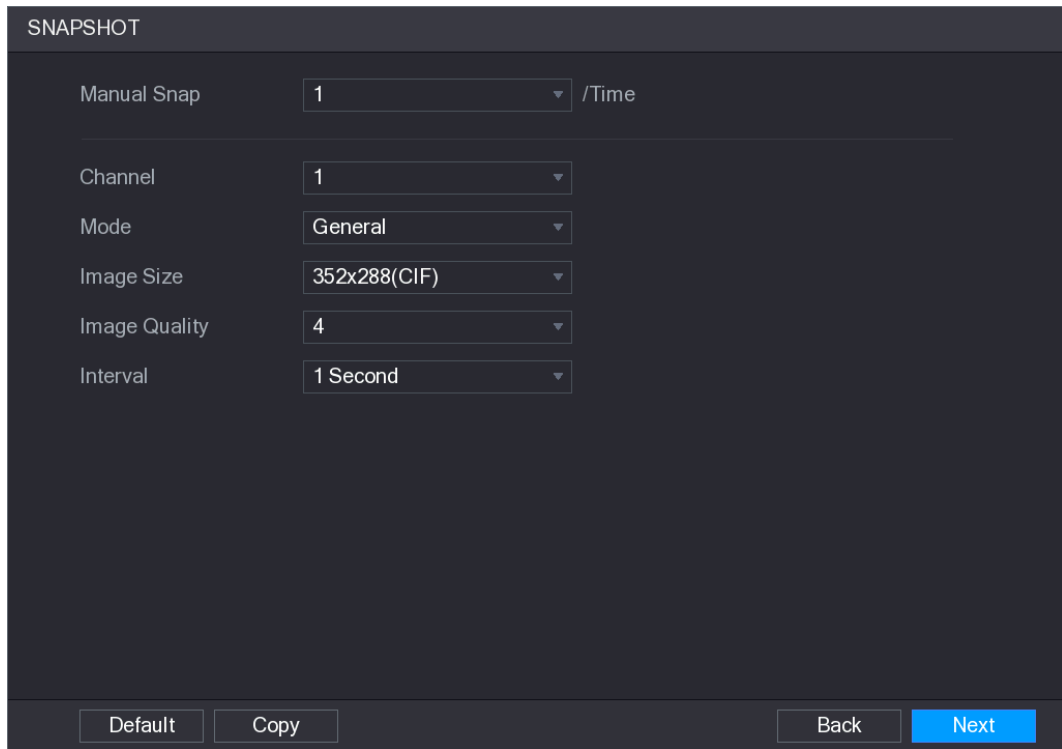 SNAPSHOT
Manual Snap 1 /Time
Channel 1
Mode General
Image Size 352x288(CIF)
Image Quality 4
Interval 1 Second
Default Copy Back Next